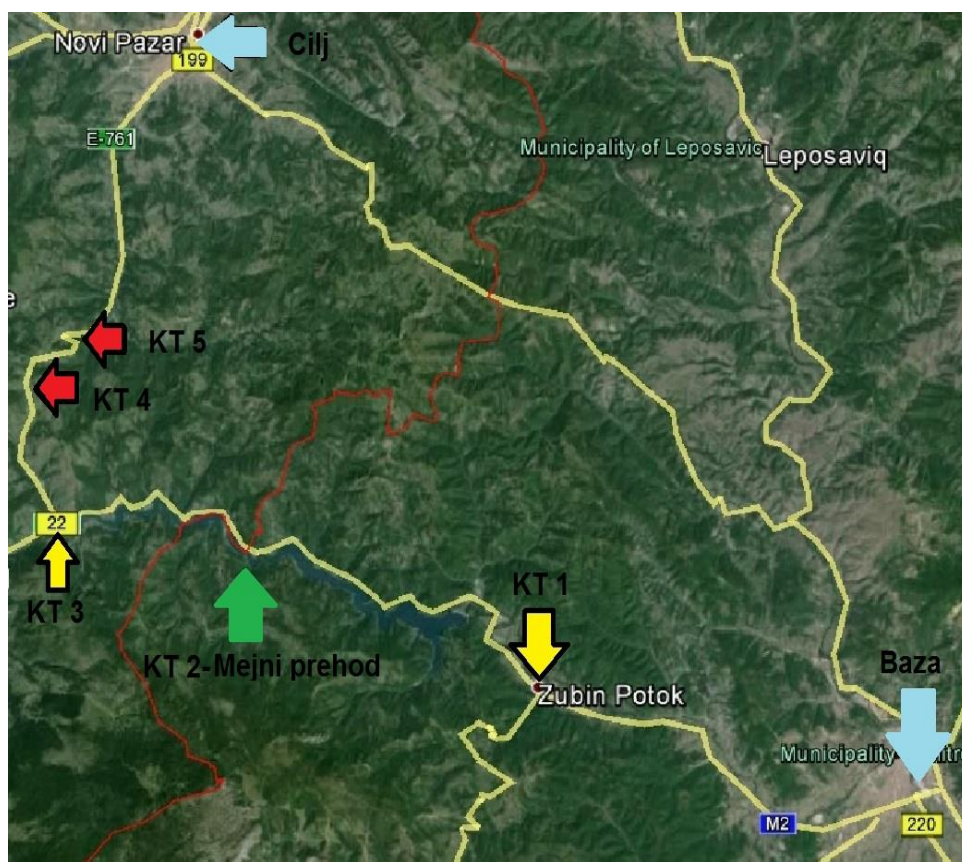 Novi Pazar
Cilj
199
E-761
Municipality of Leposavic
Leposaviq
e
KT 5
KT 4
22
KT 3
KT 1
KT 2-Mejni prehod
Zubin Potok
Baza
Municipality
M2
220